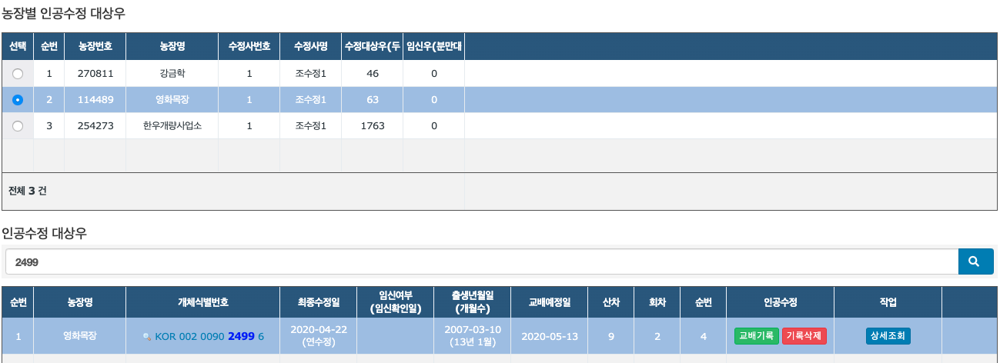 농장별 인공수정 대상우
선택 순번 농장번호 농장명 수정사번호 수정사명 수정대상우(두 임신우(분만대
1 270811 강금학 1 조수정1 46 0
2 114489 영화목장 1 조수정1 63 0
3 254273 한우개량사업소 1 조수정1 1763 0
전체 3 건
인공수정 대상우
2499
순번 농장명 개체식별번호 최종수정일 임신여부 (임신확인일) 출생년월일 (개월수) 교배예정일 산차 회차 순번 인공수정 작업
1 영화목장 KOR 002 0090 2499 6 2020-04-22 (연수정) 2007-03-10 (13년 1월) 2020-05-13 9 2 4 교배기록 기록삭제 상세조회